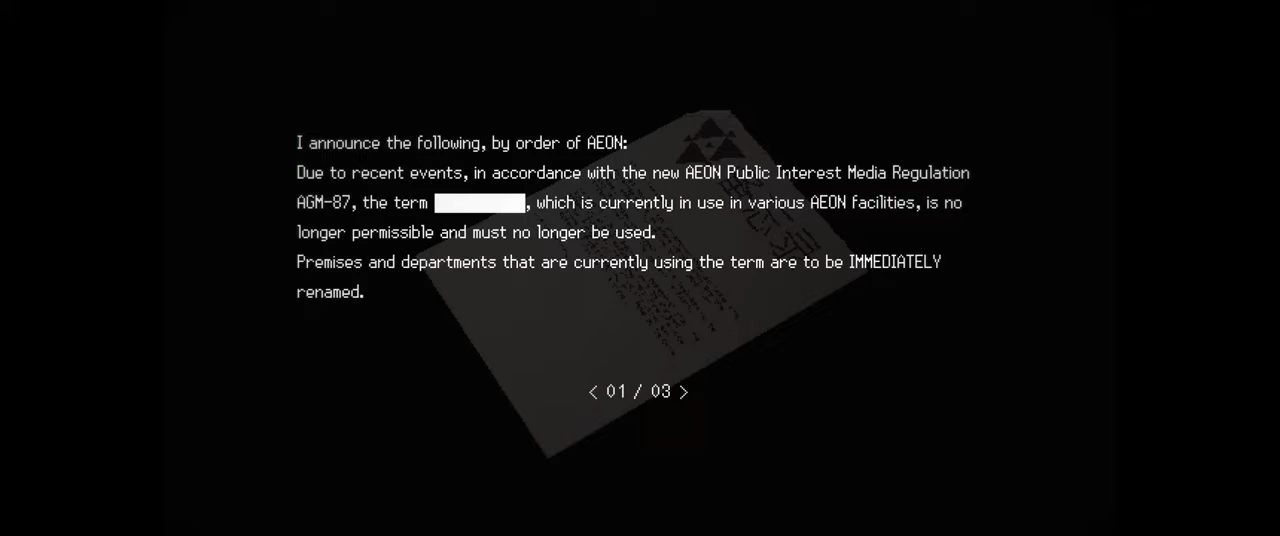 I announce the following, by order of AEON:
Due to recent events, in accordance with the new AEON Public Interest Media Regulation
AGM-87, the term , which is currently in use in various AEON facilities, is no
longer permissible and must no longer be used.
Premises and departments that are currently using the term are to be IMMEDIATELY
renamed.
< 01 / 03 >